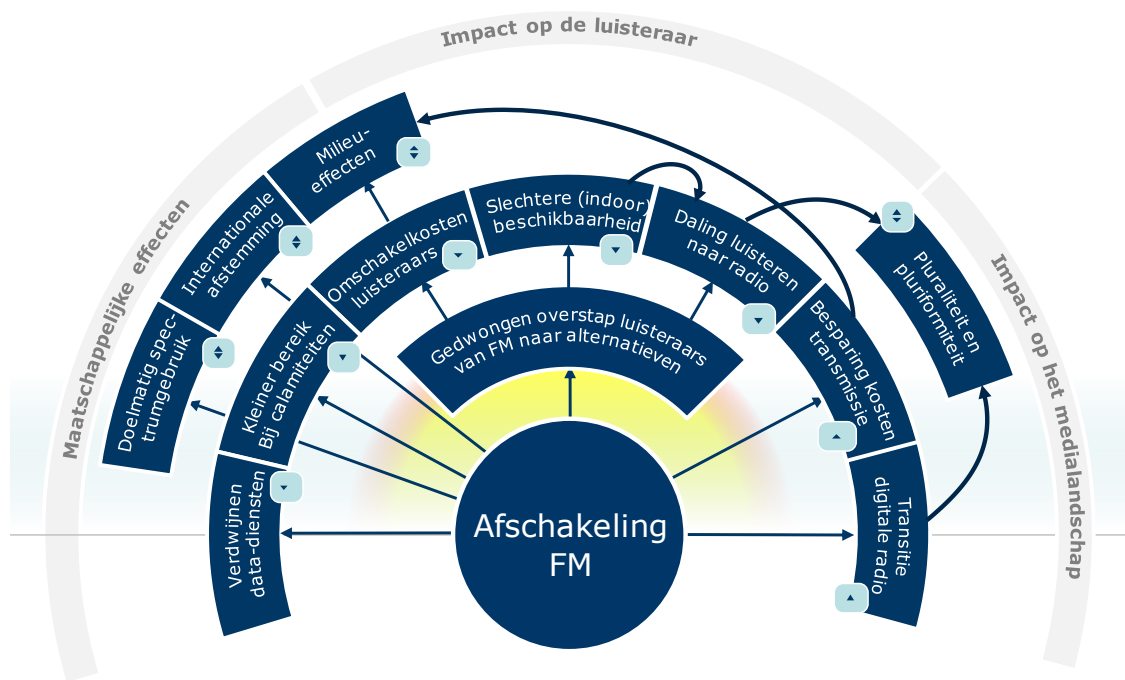 Impact op de luisteraar
Maatschappelijke effecten
Impact op het medialandschap
Milieu-
effecten
Internationale
afstemming
Doelmatig spec-
trumgebruik
Slechtere (indoor)
beschikbaarheid
Omschakelkosten
luisteraars
Daling luisteren
naar radio
Pluraliteit en
pluriformiteit
Kleiner bereik
Bij calamiteiten
Besparing kosten
transmissie
Gedwongen overstap luisteraars
van FM naar alternatieven
Verdwijnen
data-diensten
Transitie
digitale radio
Afschakeling
FM